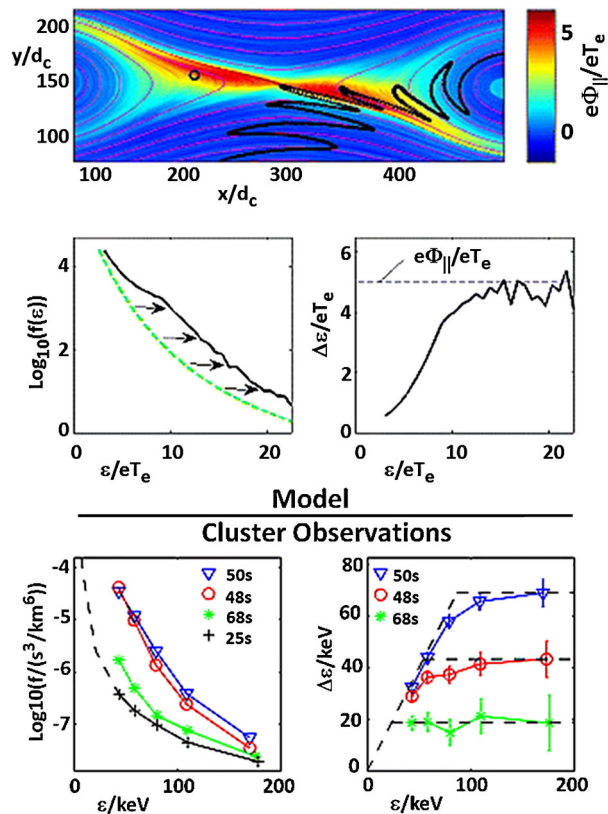 y/d_c
200
150
100
100 200 300 400
x/d_c
5
0
eΦ_||/eT_e
4
2
0
Log_10(f(ε))
0 10 20
ε/eT_e
eΦ_||/eT_e
6
4
2
0
Δε/eT_e
0 10 20
ε/eT_e
Model
Cluster Observations
-4
-5
-6
-7
Log10(f/(s^3/km^6))
50s
48s
68s
25s
0 100 200
ε/keV
80
60
40
20
0
Δε/keV
50s
48s
68s
0 100 200
ε/keV